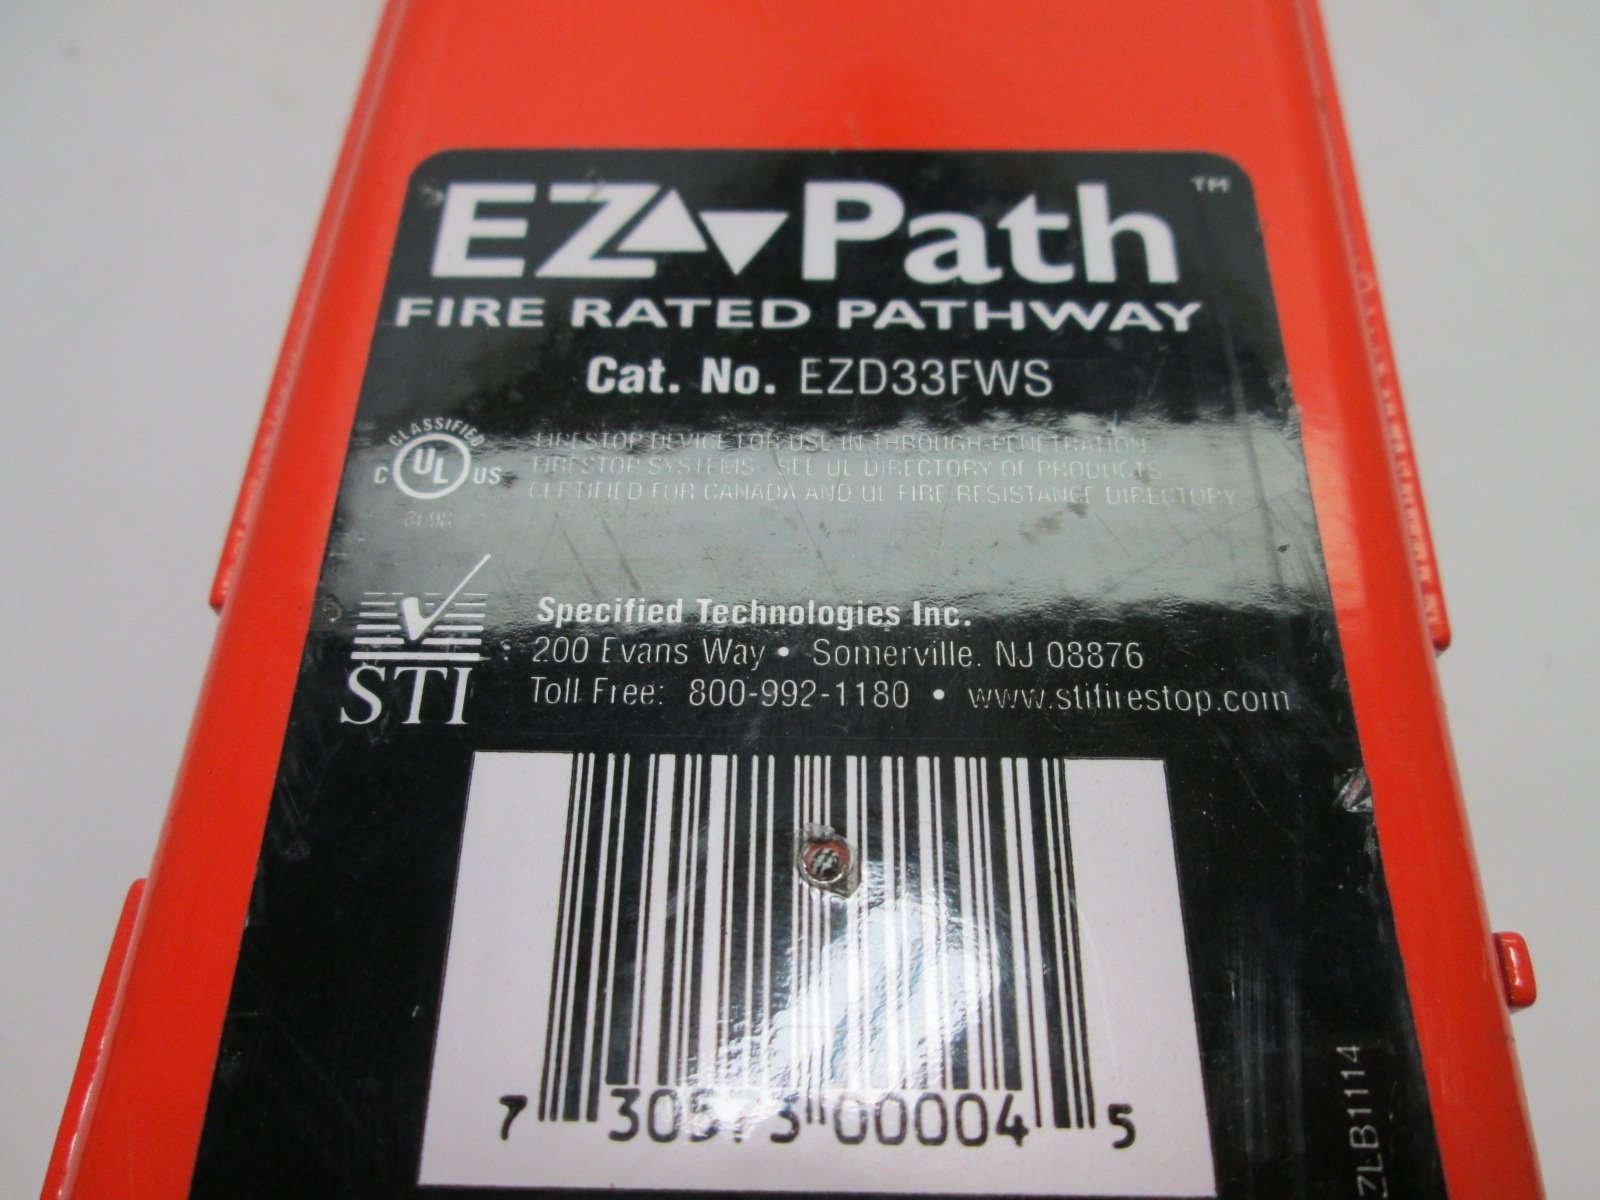 EZ Path ™
FIRE RATED PATHWAY
Cat. No. EZD33FWS
CLASSIFIED
C UL US
FIRESTOP DEVICE FOR USE IN THROUGH-PENETRATION
FIRESTOP SYSTEMS SEE UL DIRECTORY OF PRODUCTS
CERTIFIED FOR CANADA AND UL FIRE RESISTANCE DIRECTORY
STI
Specified Technologies Inc.
200 Evans Way • Somerville, NJ 08876
Toll Free: 800-992-1180 • www.stifirestop.com
7 30573 00004 5
ZLB1114